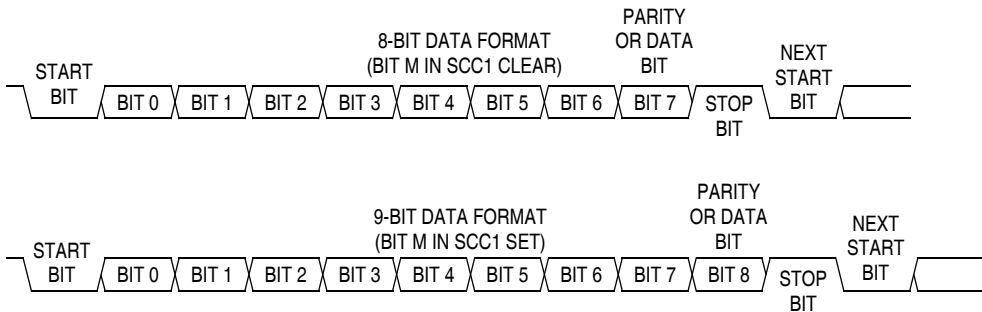 8-BIT DATA FORMAT
(BIT M IN SCC1 CLEAR)
PARITY
OR DATA
BIT
START
BIT
BIT 0
BIT 1
BIT 2
BIT 3
BIT 4
BIT 5
BIT 6
BIT 7
STOP
BIT
NEXT
START
BIT
9-BIT DATA FORMAT
(BIT M IN SCC1 SET)
PARITY
OR DATA
BIT
START
BIT
BIT 0
BIT 1
BIT 2
BIT 3
BIT 4
BIT 5
BIT 6
BIT 7
BIT 8
STOP
BIT
NEXT
START
BIT